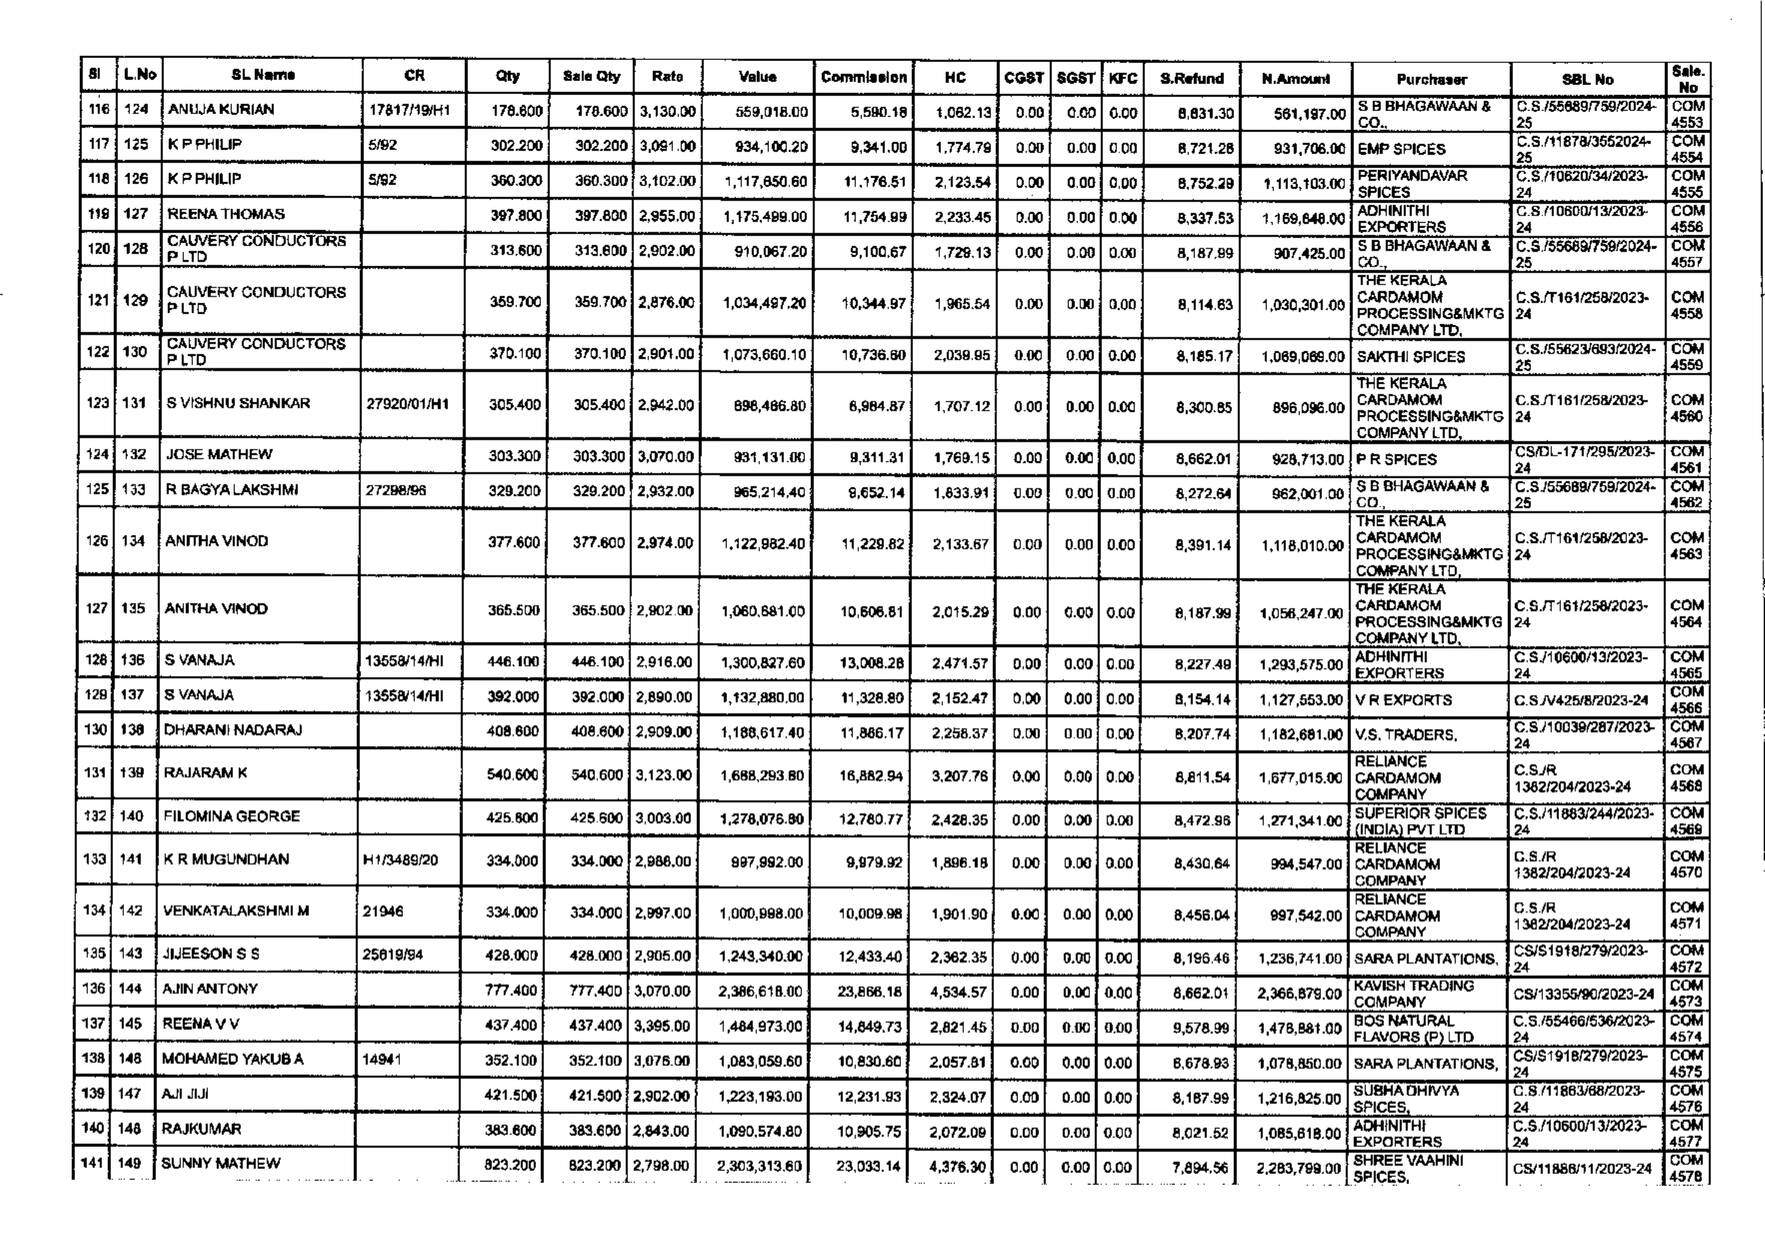 Sl L.No SL Name CR Qty Sale Qty Rate Value Commission HC CGST SGST KFC S.Refund N.Amount Purchaser SBL No Sale. No
116 124 ANUJA KURIAN 17817/19/H1 178.600 178.600 3,130.00 559,018.00 5,590.18 1,062.13 0.00 0.00 0.00 8,831.30 561,197.00 S B BHAGAWAAN & CO., C.S./55689/759/2024-25 COM 4553
117 125 K P PHILIP 5/92 302.200 302.200 3,091.00 934,100.20 9,341.00 1,774.79 0.00 0.00 0.00 8,721.28 931,706.00 EMP SPICES C.S./11878/3552024-25 COM 4554
118 126 K P PHILIP 5/92 360.300 360.300 3,102.00 1,117,650.60 11,176.51 2,123.54 0.00 0.00 0.00 8,752.29 1,113,103.00 PERIYANDAVAR SPICES C.S./10620/34/2023-24 COM 4555
119 127 REENA THOMAS 397.800 397.800 2,955.00 1,175,499.00 11,754.99 2,233.45 0.00 0.00 0.00 8,337.53 1,169,648.00 ADHINITHI EXPORTERS C.S./10600/13/2023-24 COM 4556
120 128 CAUVERY CONDUCTORS P LTD 313.600 313.600 2,902.00 910,067.20 9,100.67 1,729.13 0.00 0.00 0.00 8,187.99 907,425.00 S B BHAGAWAAN & CO., C.S./55689/759/2024-25 COM 4557
121 129 CAUVERY CONDUCTORS P LTD 359.700 359.700 2,876.00 1,034,497.20 10,344.97 1,965.54 0.00 0.00 0.00 8,114.63 1,030,301.00 THE KERALA CARDAMOM PROCESSING&MKTG COMPANY LTD, C.S./T161/258/2023-24 COM 4558
122 130 CAUVERY CONDUCTORS P LTD 370.100 370.100 2,901.00 1,073,660.10 10,736.60 2,039.95 0.00 0.00 0.00 8,185.17 1,069,069.00 SAKTHI SPICES C.S./55623/693/2024-25 COM 4559
123 131 S VISHNU SHANKAR 27920/01/H1 305.400 305.400 2,942.00 898,486.80 8,984.87 1,707.12 0.00 0.00 0.00 8,300.85 896,096.00 THE KERALA CARDAMOM PROCESSING&MKTG COMPANY LTD, C.S./T161/258/2023-24 COM 4560
124 132 JOSE MATHEW 303.300 303.300 3,070.00 931,131.00 9,311.31 1,769.15 0.00 0.00 0.00 8,662.01 928,713.00 P R SPICES CS/DL-171/295/2023-24 COM 4561
125 133 R BAGYA LAKSHMI 27298/96 329.200 329.200 2,932.00 965,214.40 9,652.14 1,833.91 0.00 0.00 0.00 8,272.64 962,001.00 S B BHAGAWAAN & CO., C.S./55689/759/2024-25 COM 4562
126 134 ANITHA VINOD 377.600 377.600 2,974.00 1,122,982.40 11,229.82 2,133.67 0.00 0.00 0.00 8,391.14 1,118,010.00 THE KERALA CARDAMOM PROCESSING&MKTG COMPANY LTD, C.S./T161/258/2023-24 COM 4563
127 135 ANITHA VINOD 365.500 365.500 2,902.00 1,060,681.00 10,606.81 2,015.29 0.00 0.00 0.00 8,187.99 1,056,247.00 THE KERALA CARDAMOM PROCESSING&MKTG COMPANY LTD, C.S./T161/258/2023-24 COM 4564
128 136 S VANAJA 13558/14/HI 446.100 446.100 2,916.00 1,300,827.60 13,008.28 2,471.57 0.00 0.00 0.00 8,227.49 1,293,575.00 ADHINITHI EXPORTERS C.S./10600/13/2023-24 COM 4565
129 137 S VANAJA 13558/14/HI 392.000 392.000 2,890.00 1,132,880.00 11,328.80 2,152.47 0.00 0.00 0.00 8,154.14 1,127,553.00 V R EXPORTS C.S./V425/8/2023-24 COM 4566
130 138 DHARANI NADARAJ 408.600 408.600 2,909.00 1,188,617.40 11,886.17 2,258.37 0.00 0.00 0.00 8,207.74 1,182,681.00 V.S. TRADERS, C.S./10039/287/2023-24 COM 4567
131 139 RAJARAM K 540.600 540.600 3,123.00 1,688,293.80 16,882.94 3,207.76 0.00 0.00 0.00 8,811.54 1,677,015.00 RELIANCE CARDAMOM COMPANY C.S./R 1382/204/2023-24 COM 4568
132 140 FILOMINA GEORGE 425.600 425.600 3,003.00 1,278,076.80 12,780.77 2,428.35 0.00 0.00 0.00 8,472.96 1,271,341.00 SUPERIOR SPICES (INDIA) PVT LTD C.S./11883/244/2023-24 COM 4569
133 141 K R MUGUNDHAN H1/3489/20 334.000 334.000 2,988.00 997,992.00 9,979.92 1,896.18 0.00 0.00 0.00 8,430.64 994,547.00 RELIANCE CARDAMOM COMPANY C.S./R 1382/204/2023-24 COM 4570
134 142 VENKATALAKSHMI M 21946 334.000 334.000 2,997.00 1,000,998.00 10,009.98 1,901.90 0.00 0.00 0.00 8,456.04 997,542.00 RELIANCE CARDAMOM COMPANY C.S./R 1382/204/2023-24 COM 4571
135 143 JIJEESON S S 25819/94 428.000 428.000 2,905.00 1,243,340.00 12,433.40 2,362.35 0.00 0.00 0.00 8,196.46 1,236,741.00 SARA PLANTATIONS, CS/S1918/279/2023-24 COM 4572
136 144 AJIN ANTONY 777.400 777.400 3,070.00 2,386,618.00 23,866.18 4,534.57 0.00 0.00 0.00 8,662.01 2,366,879.00 KAVISH TRADING COMPANY CS/13355/90/2023-24 COM 4573
137 145 REENA V V 437.400 437.400 3,395.00 1,484,973.00 14,849.73 2,821.45 0.00 0.00 0.00 9,578.99 1,476,881.00 BOS NATURAL FLAVORS (P) LTD C.S./55466/536/2023-24 COM 4574
138 146 MOHAMED YAKUB A 14941 352.100 352.100 3,076.00 1,083,059.60 10,830.60 2,057.81 0.00 0.00 0.00 8,678.93 1,078,850.00 SARA PLANTATIONS, CS/S1918/279/2023-24 COM 4575
139 147 AJI JIJI 421.500 421.500 2,902.00 1,223,193.00 12,231.93 2,324.07 0.00 0.00 0.00 8,187.99 1,216,825.00 SUBHA DHIVYA SPICES, C.S./11863/68/2023-24 COM 4576
140 148 RAJKUMAR 383.600 383.600 2,843.00 1,090,574.80 10,905.75 2,072.09 0.00 0.00 0.00 8,021.52 1,085,618.00 ADHINITHI EXPORTERS C.S./10600/13/2023-24 COM 4577
141 149 SUNNY MATHEW 823.200 823.200 2,798.00 2,303,313.60 23,033.14 4,376.30 0.00 0.00 0.00 7,894.56 2,283,799.00 SHREE VAAHINI SPICES, CS/11886/11/2023-24 COM 4578